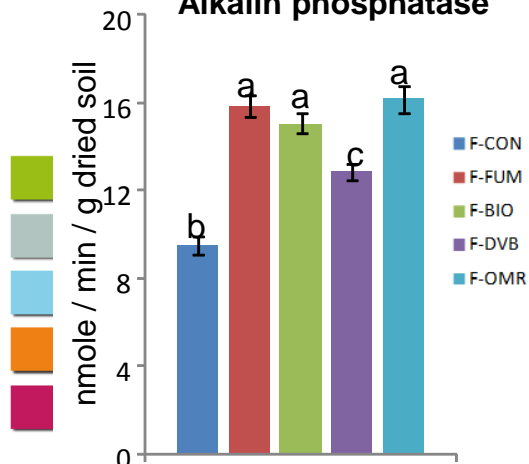 Alkalin phosphatase
nmole / min / g dried soil
20
16
12
8
4
0
b
a
a
c
a
F-CON
F-FUM
F-BIO
F-DVB
F-OMR